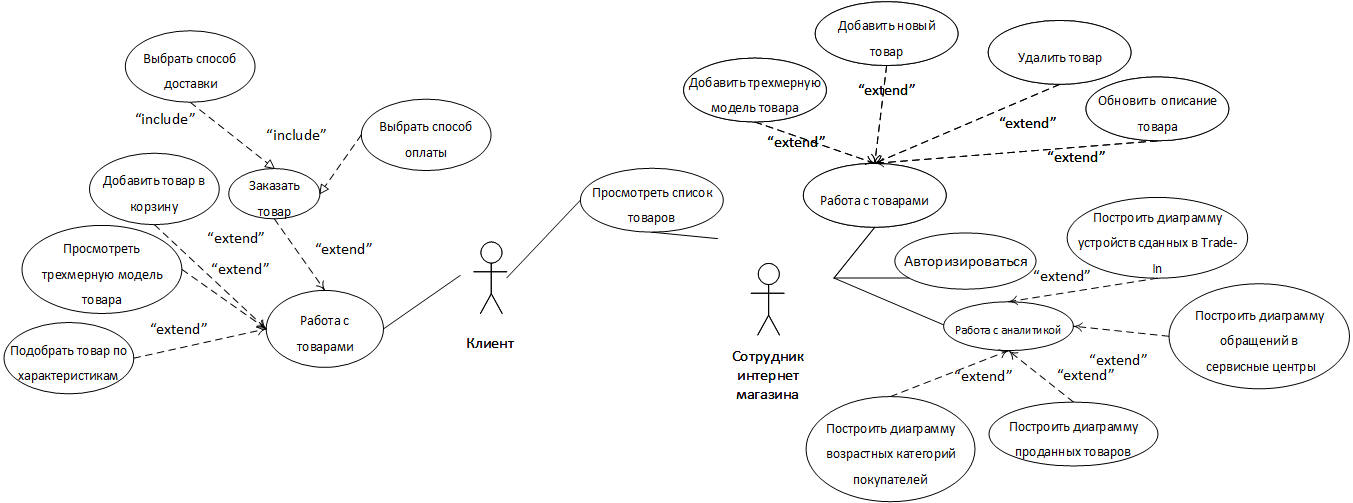 Выбрать способ
доставки
“include”
“include”
Выбрать способ
оплаты
Добавить товар в
корзину
Заказать
товар
“extend”
“extend”
“extend”
Просмотреть
трехмерную модель
товара
“extend”
Подобрать товар по
характеристикам
Работа с
товарами
Клиент
Просмотреть список
товаров
Добавить новый
товар
Удалить товар
Добавить трехмерную
модель товара
“extend”
Обновить описание
товара
“extend”
“extend”
“extend”
Работа с товарами
Построить диаграмму
устройств сданных в Trade-
In
Авторизироваться
“extend”
Работа с аналитикой
Построить диаграмму
обращений в
сервисные центры
“extend”
“extend”
“extend”
Сотрудник
интернет
магазина
Построить диаграмму
возрастных категорий
покупателей
Построить диаграмму
проданных товаров